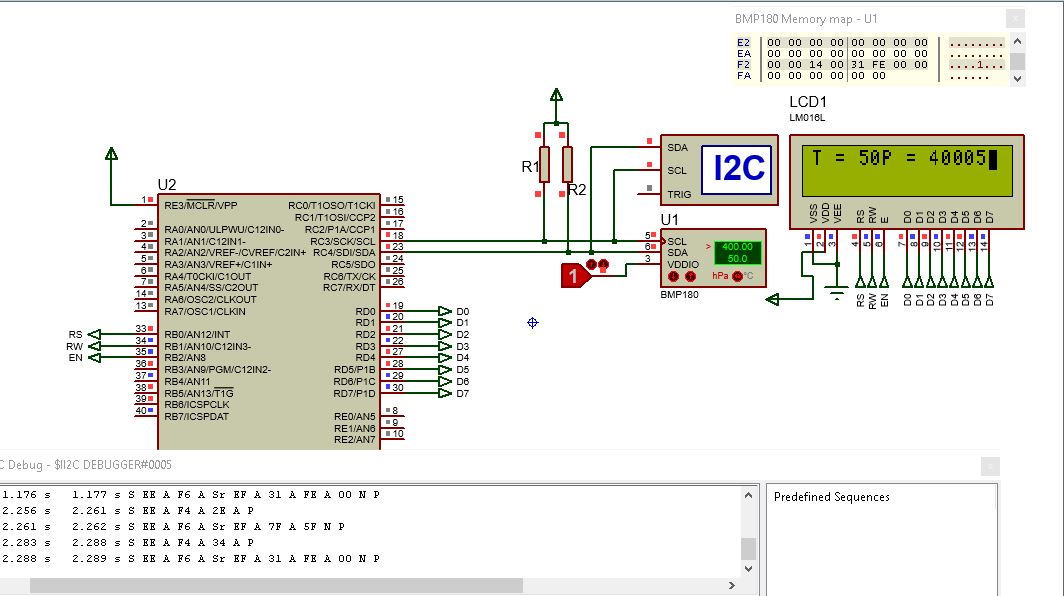 BMP180 Memory map - U1
E2 00 00 00 00 00 00 00 00 ........
EA 00 00 00 00 00 00 00 00 ........
F2 00 00 14 00 31 FE 00 00 ....1...
FA 00 00 00 00 00 00 ......
LCD1
LM016L
T = 50P = 40005
VSS
VDD
VEE
RS
RW
E
D0
D1
D2
D3
D4
D5
D6
D7
1
2
3
4
5
6
7
8
9
10
11
12
13
14
RS
RW
EN
D0
D1
D2
D3
D4
D5
D6
D7
R1
R2
SDA
SCL
TRIG
I2C
U1
5 SCL
6 SDA
3 VDDIO
> 400.00
50.0
hPa °C
BMP180
1
U2
1 RE3/MCLR/VPP
2 RA0/AN0/ULPWU/C12IN0-
3 RA1/AN1/C12IN1-
4 RA2/AN2/VREF-/CVREF/C2IN+
5 RA3/AN3/VREF+/C1IN+
6 RA4/T0CKI/C1OUT
7 RA5/AN4/SS/C2OUT
14 RA6/OSC2/CLKOUT
13 RA7/OSC1/CLKIN
RS 33 RB0/AN12/INT
RW 34 RB1/AN10/C12IN3-
EN 35 RB2/AN8
36 RB3/AN9/PGM/C12IN2-
37 RB4/AN11
38 RB5/AN13/T1G
39 RB6/ICSPCLK
40 RB7/ICSPDAT
RC0/T1OSO/T1CKI 15
RC1/T1OSI/CCP2 16
RC2/P1A/CCP1 17
RC3/SCK/SCL 18
RC4/SDI/SDA 23
RC5/SDO 24
RC6/TX/CK 25
RC7/RX/DT 26
RD0 19 D0
RD1 20 D1
RD2 21 D2
RD3 22 D3
RD4 27 D4
RD5/P1B 28 D5
RD6/P1C 29 D6
RD7/P1D 30 D7
RE0/AN5 8
RE1/AN6 9
RE2/AN7 10
C Debug - $II2C DEBUGGER#0005
1.176 s 1.177 s S EE A F6 A Sr EF A 31 A FE A 00 N P
2.256 s 2.261 s S EE A F4 A 2E A P
2.261 s 2.262 s S EE A F6 A Sr EF A 7F A 5F N P
2.283 s 2.288 s S EE A F4 A 34 A P
2.288 s 2.289 s S EE A F6 A Sr EF A 31 A FE A 00 N P
Predefined Sequences